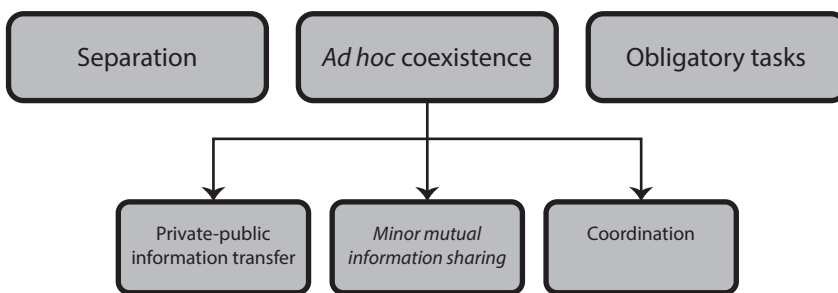 Separation
Ad hoc coexistence
Obligatory tasks
Private-public
information transfer
Minor mutual
information sharing
Coordination